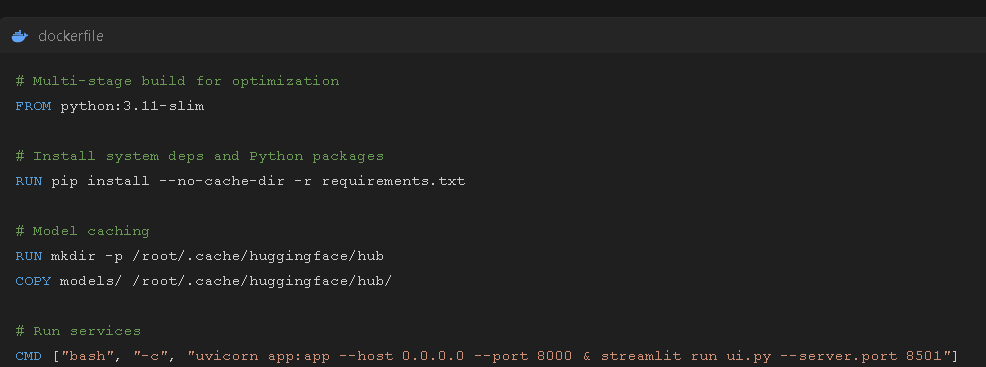 dockerfile
# Multi-stage build for optimization
FROM python:3.11-slim
# Install system deps and Python packages
RUN pip install --no-cache-dir -r requirements.txt
# Model caching
RUN mkdir -p /root/.cache/huggingface/hub
COPY models/ /root/.cache/huggingface/hub/
# Run services
CMD ["bash", "-c", "uvicorn app:app --host 0.0.0.0 --port 8000 & streamlit run ui.py --server.port 8501"]